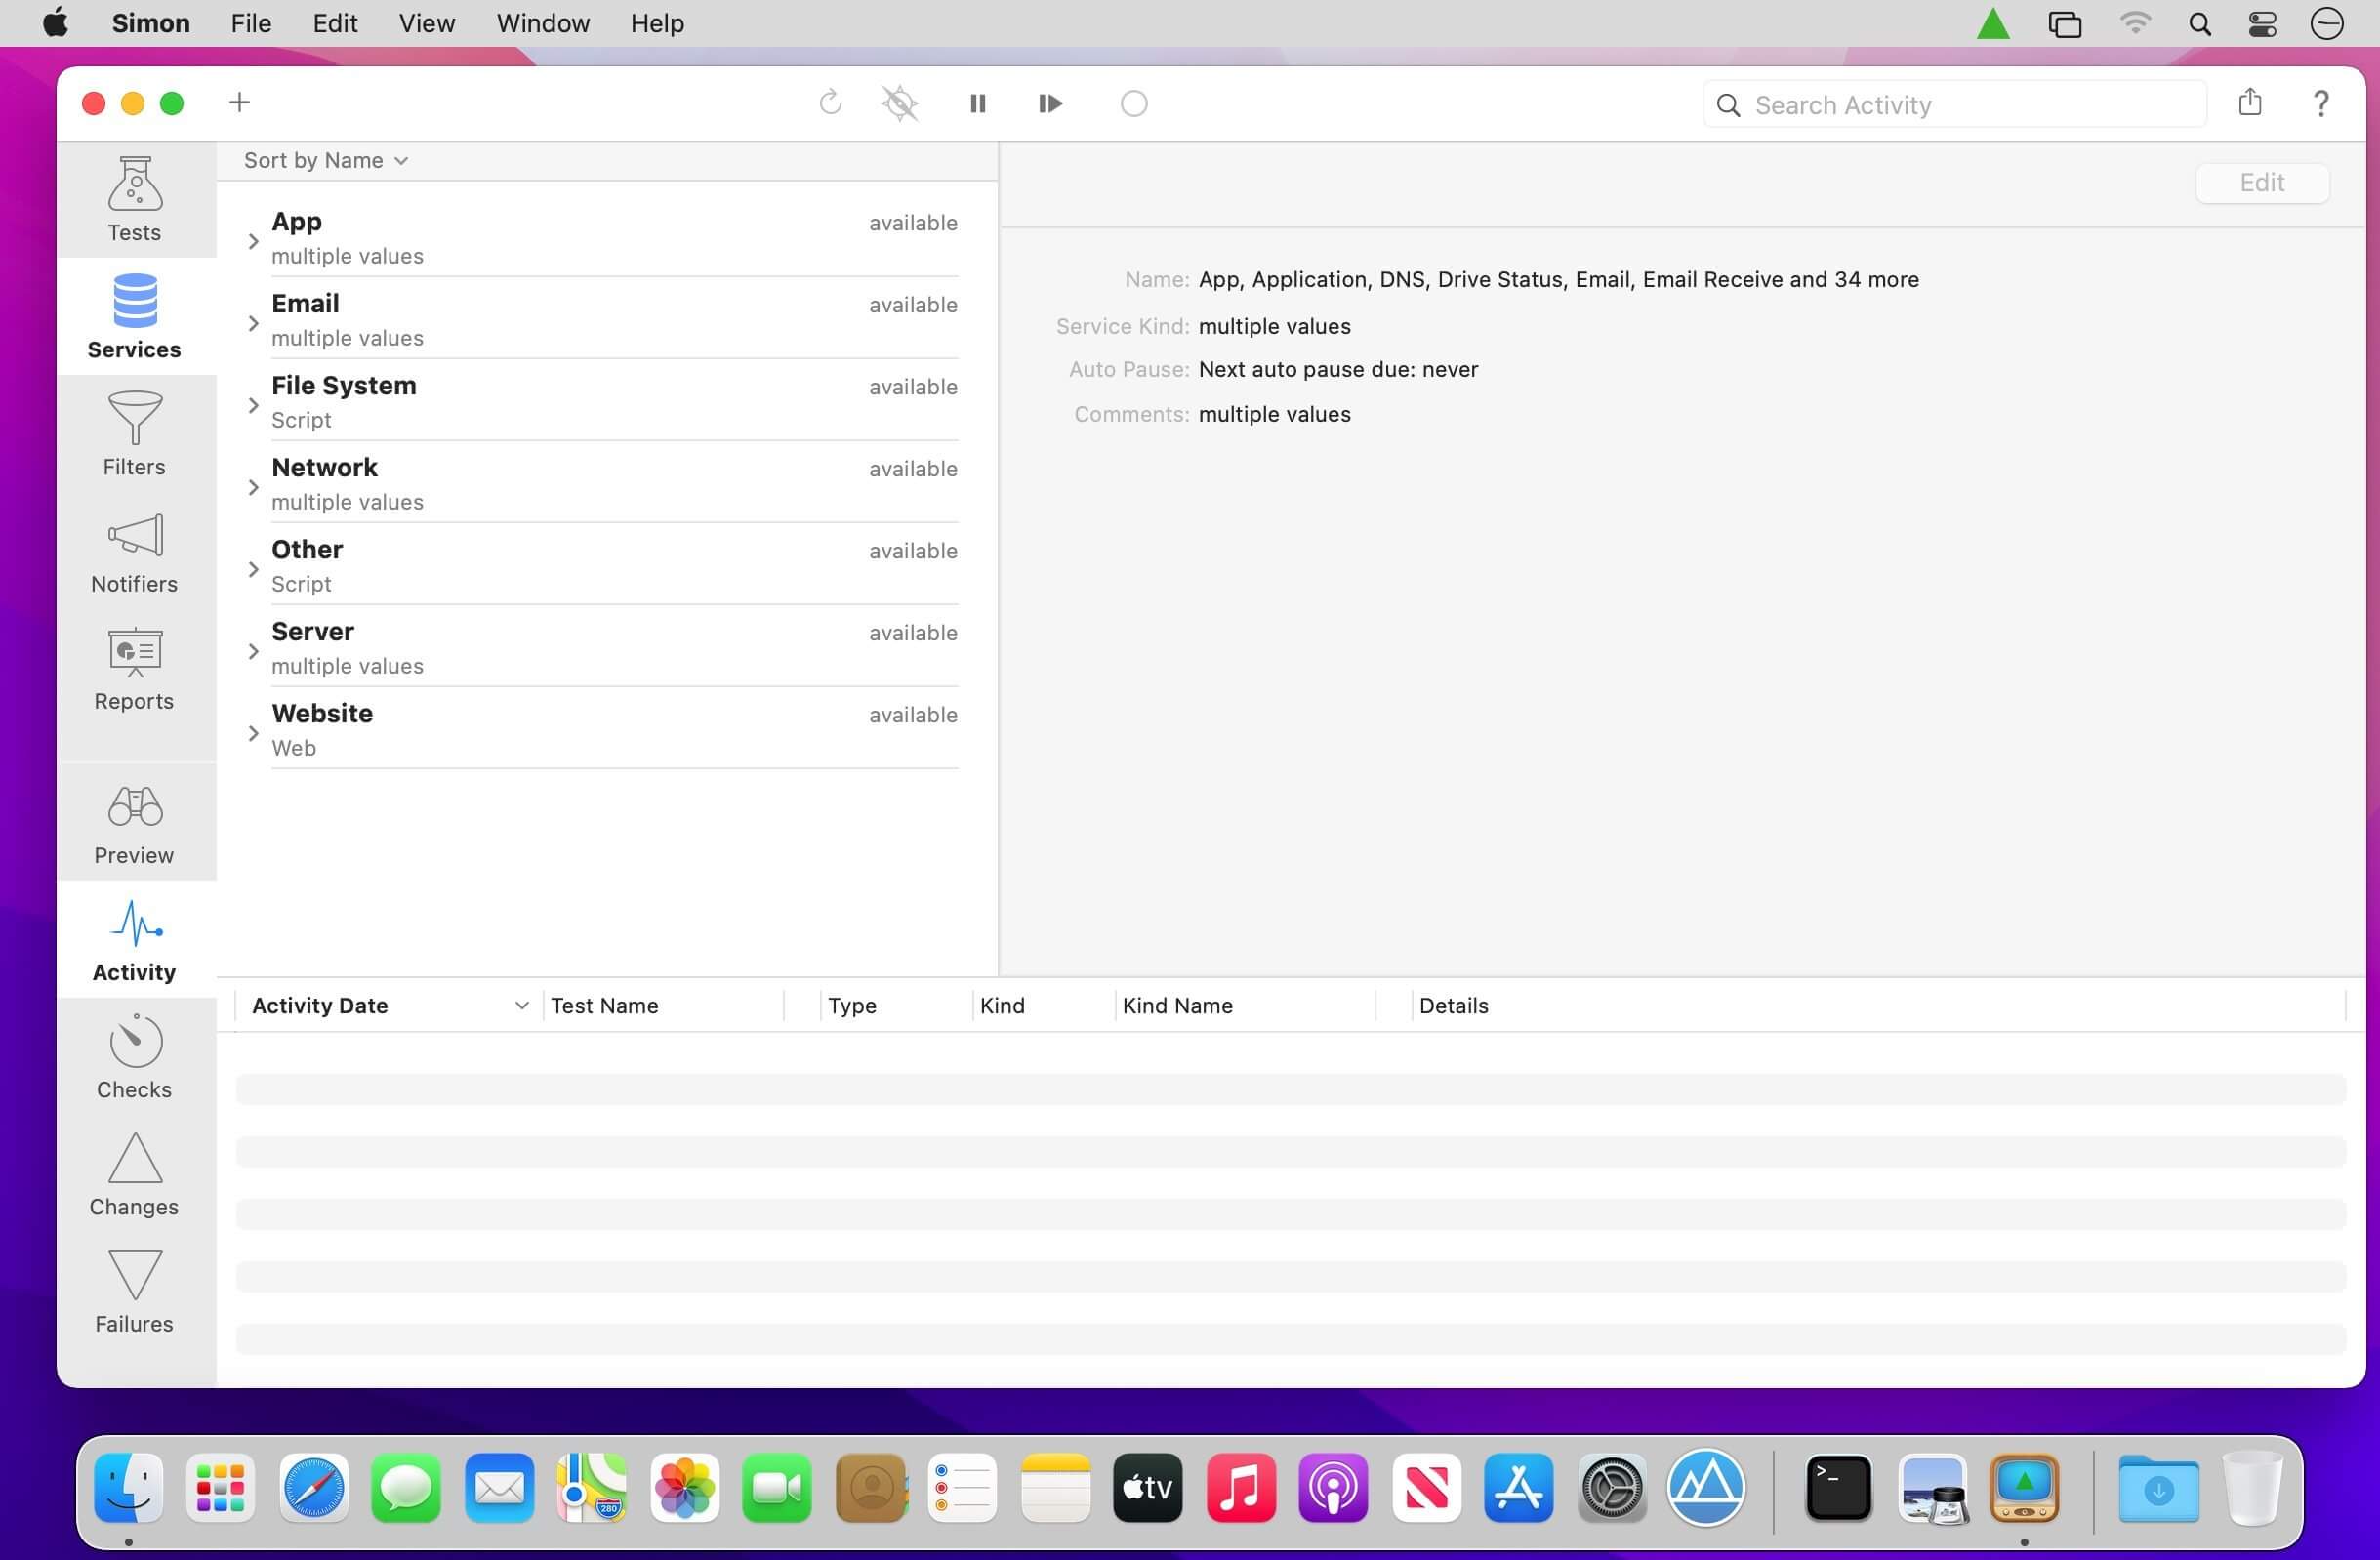 Simon File Edit View Window Help
Search Activity
?
Tests
Services
Filters
Notifiers
Reports
Preview
Activity
Checks
Changes
Failures
Sort by Name
App available
multiple values
Email available
multiple values
File System available
Script
Network available
multiple values
Other available
Script
Server available
multiple values
Website available
Web
Edit
Name: App, Application, DNS, Drive Status, Email, Email Receive and 34 more
Service Kind: multiple values
Auto Pause: Next auto pause due: never
Comments: multiple values
Activity Date Test Name Type Kind Kind Name Details
280
tv
>_